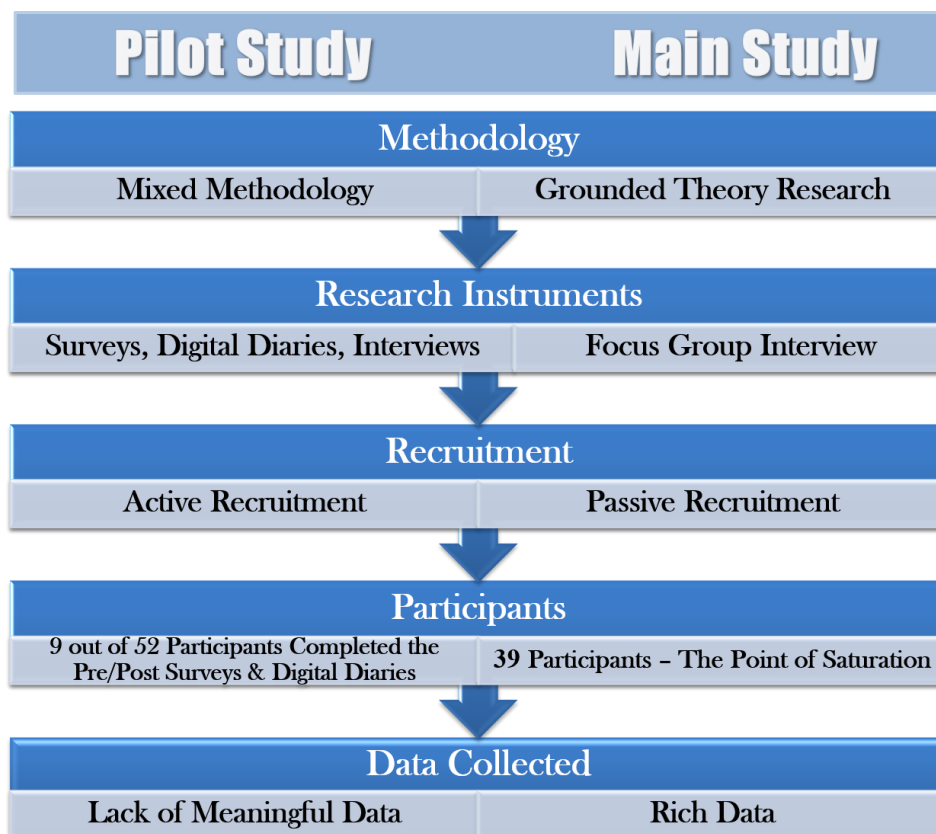 Pilot Study Main Study
Methodology
Mixed Methodology Grounded Theory Research
Research Instruments
Surveys, Digital Diaries, Interviews Focus Group Interview
Recruitment
Active Recruitment Passive Recruitment
Participants
9 out of 52 Participants Completed the
Pre/Post Surveys & Digital Diaries
39 Participants – The Point of Saturation
Data Collected
Lack of Meaningful Data Rich Data